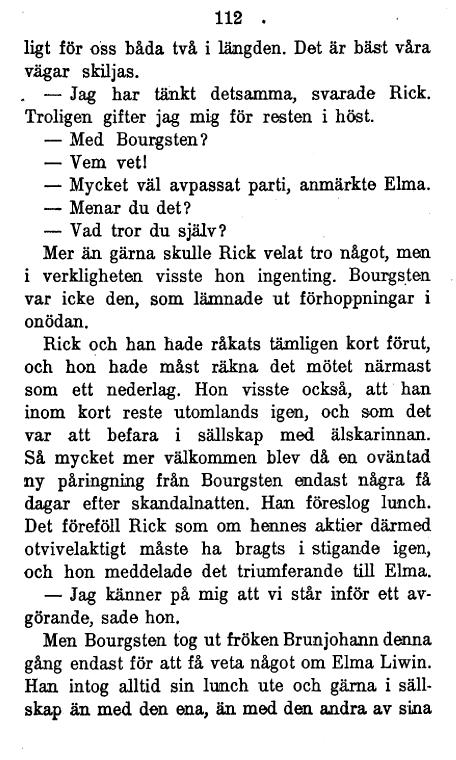 112
ligt för oss båda två i längden. Det är bäst våra
vägar skiljas.
— Jag har tänkt detsamma, svarade Rick.
Troligen gifter jag mig för resten i höst.
— Med Bourgsten?
— Vem vet!
— Mycket väl avpassat parti, anmärkte Elma.
— Menar du det?
— Vad tror du själv?
Mer än gärna skulle Rick velat tro något, men
i verkligheten visste hon ingenting. Bourgsten
var icke den, som lämnade ut förhoppningar i
onödan.
Rick och han hade råkats tämligen kort förut,
och hon hade måst räkna det mötet närmast
som ett nederlag. Hon visste också, att han
inom kort reste utomlands igen, och som det
var att befara i sällskap med älskarinnan.
Så mycket mer välkommen blev då en oväntad
ny påringning från Bourgsten endast några få
dagar efter skandalnatten. Han föreslog lunch.
Det föreföll Rick som om hennes aktier därmed
otvivelaktigt måste ha bragts i stigande igen,
och hon meddelade det triumferande till Elma.
— Jag känner på mig att vi står inför ett av-
görande, sade hon.
Men Bourgsten tog ut fröken Brunjohann denna
gång endast för att få veta något om Elma Liwin.
Han intog alltid sin lunch ute och gärna i säll-
skap än med den ena, än med den andra av sina